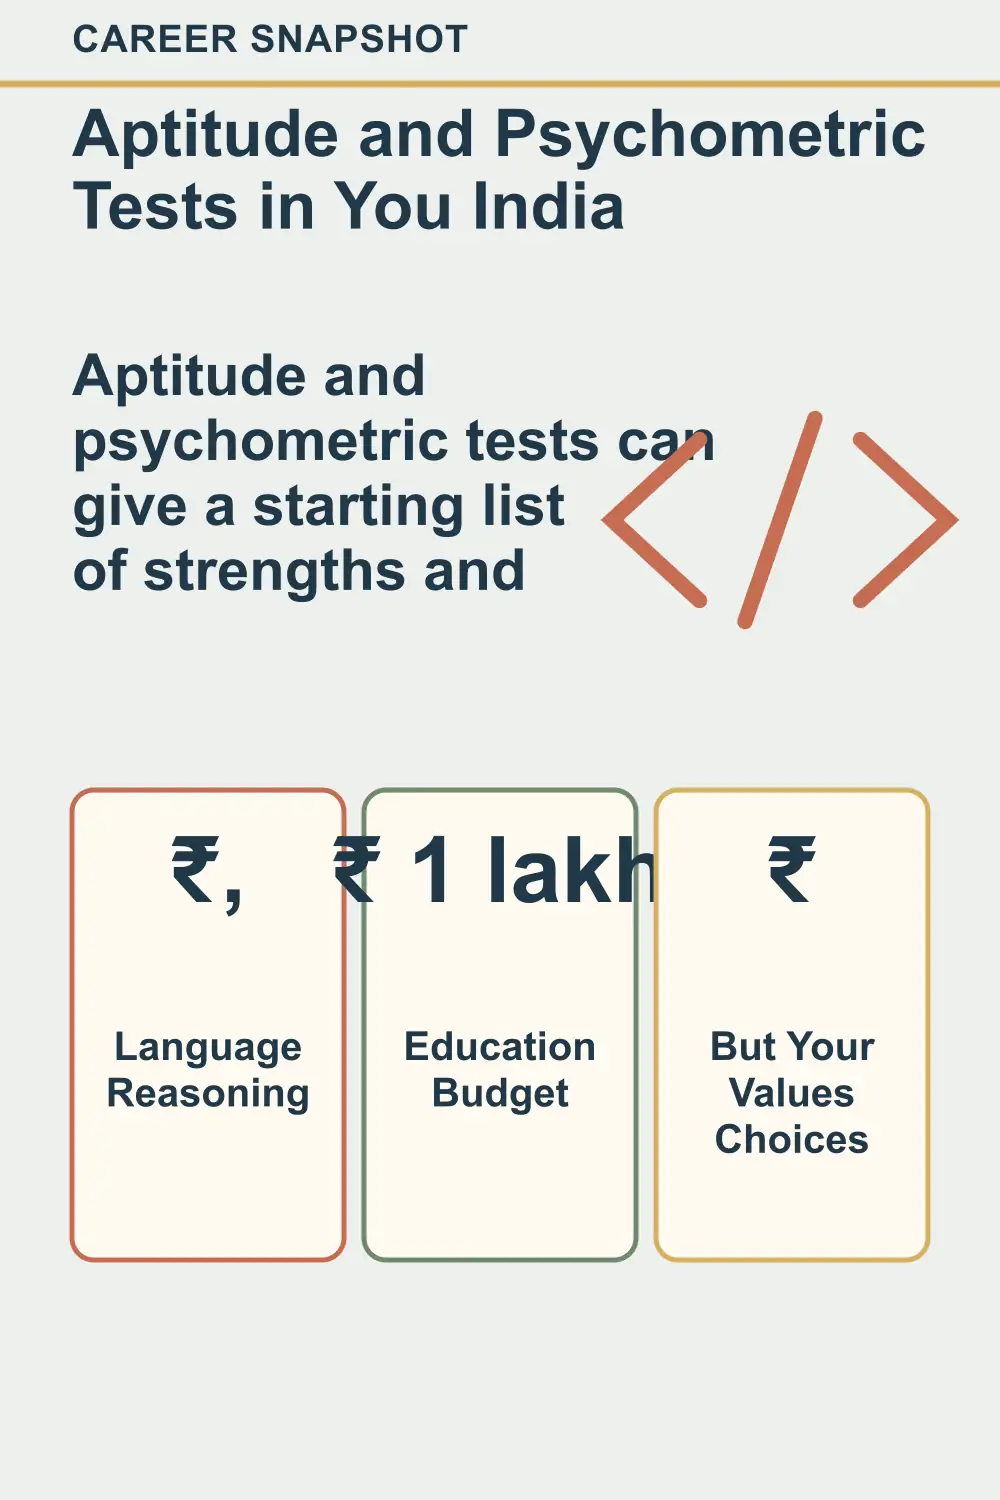 CAREER SNAPSHOT
Aptitude and Psychometric
Tests in You India
Aptitude and
psychometric tests can
give a starting list
of strengths and
₹,
₹ 1 lakh
₹
Language
Reasoning
Education
Budget
But Your
Values
Choices